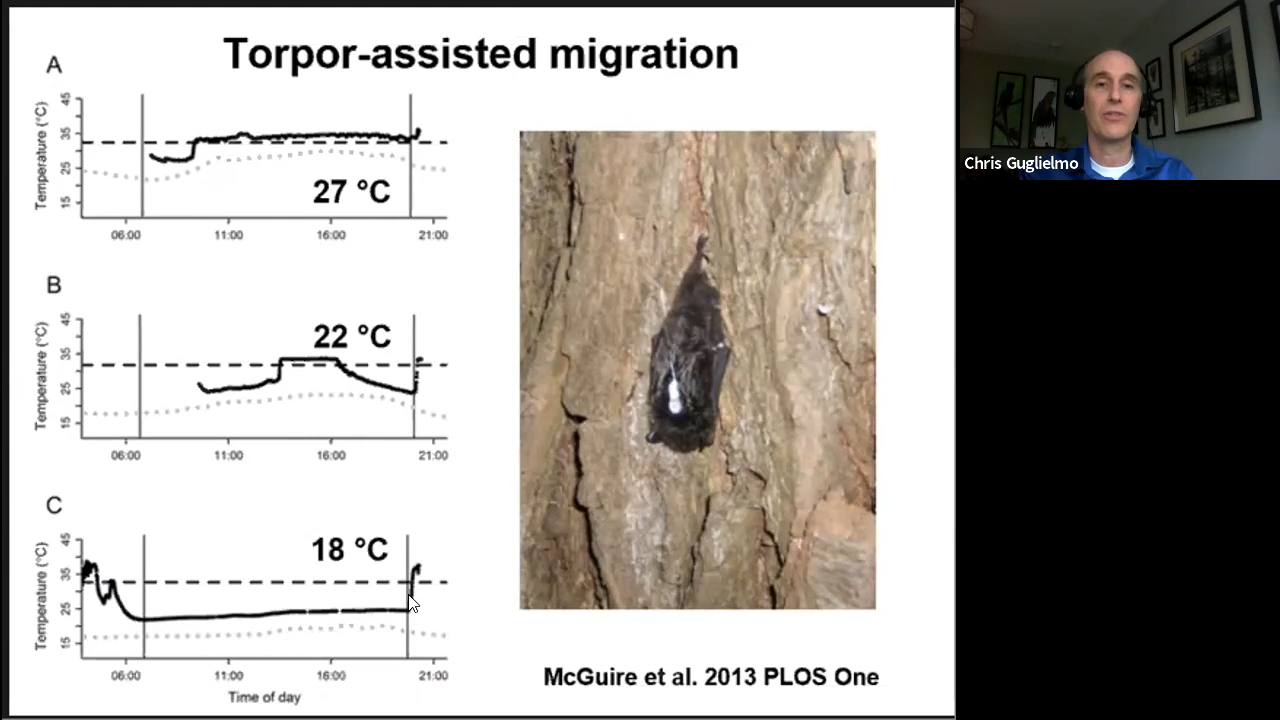 Torpor-assisted migration
A
Temperature (°C)
45
35
25
15
27 °C
06:00 11:00 16:00 21:00
B
Temperature (°C)
45
35
25
15
22 °C
06:00 11:00 16:00 21:00
C
Temperature (°C)
45
35
25
15
18 °C
06:00 11:00 16:00 21:00
Time of day
McGuire et al. 2013 PLOS One
Chris Guglielmo